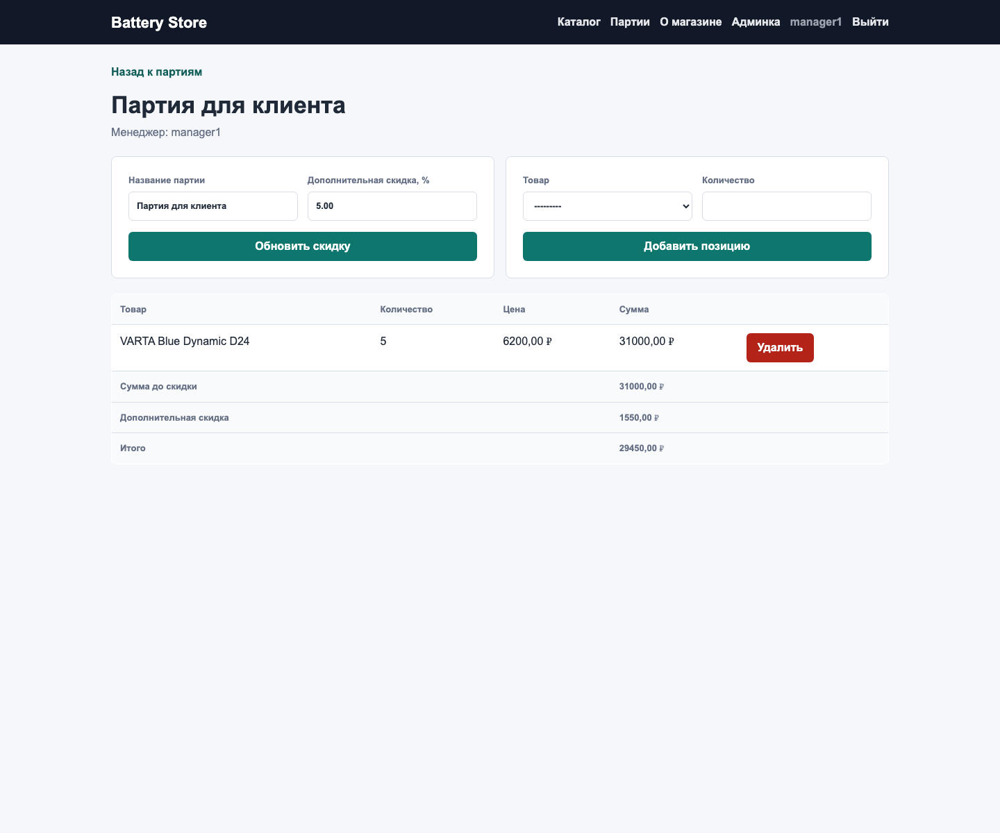 Battery Store
Каталог Партии О магазине Админка manager1 Выйти
Назад к партиям
Партия для клиента
Менеджер: manager1
Название партии Дополнительная скидка, %
Партия для клиента 5.00
Обновить скидку
Товар Количество
---------
Добавить позицию
Товар Количество Цена Сумма
VARTA Blue Dynamic D24 5 6200,00 ₽ 31000,00 ₽ Удалить
Сумма до скидки 31000,00 ₽
Дополнительная скидка 1550,00 ₽
Итого 29450,00 ₽